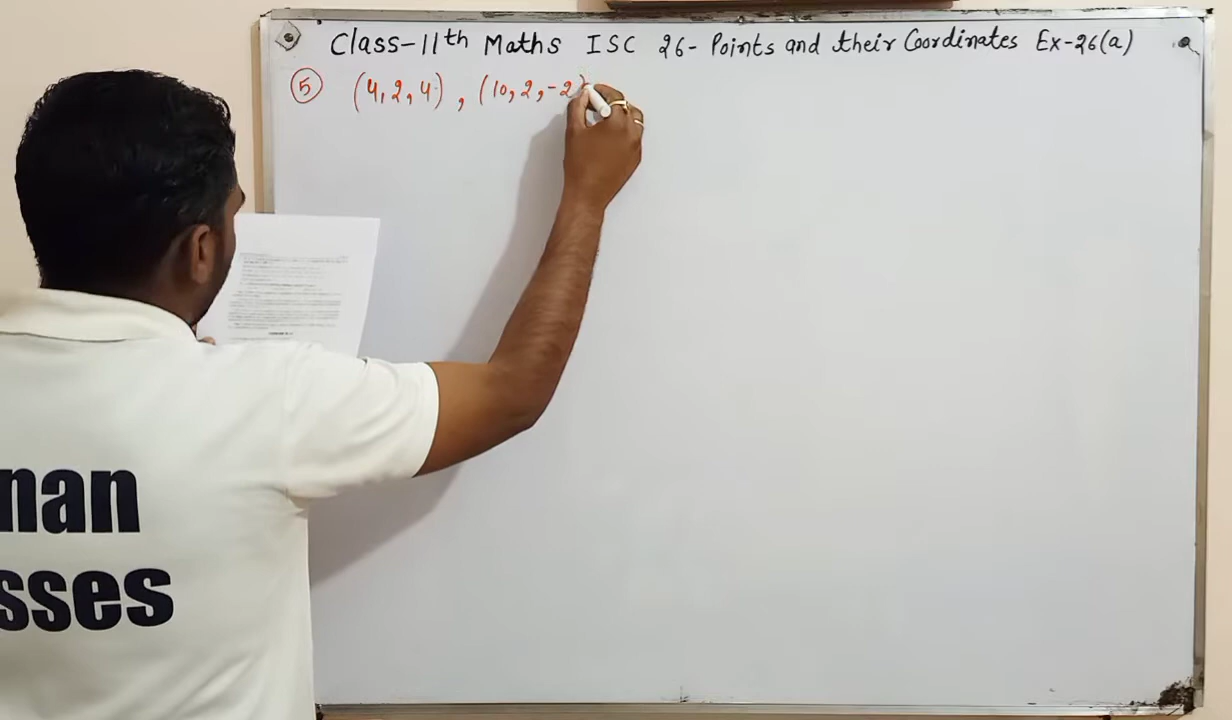 Class-11th Maths ISC 26- Points and their Coordinates Ex-26(a)
5 (4,2,4) , (10,2,-2)
nan
sses